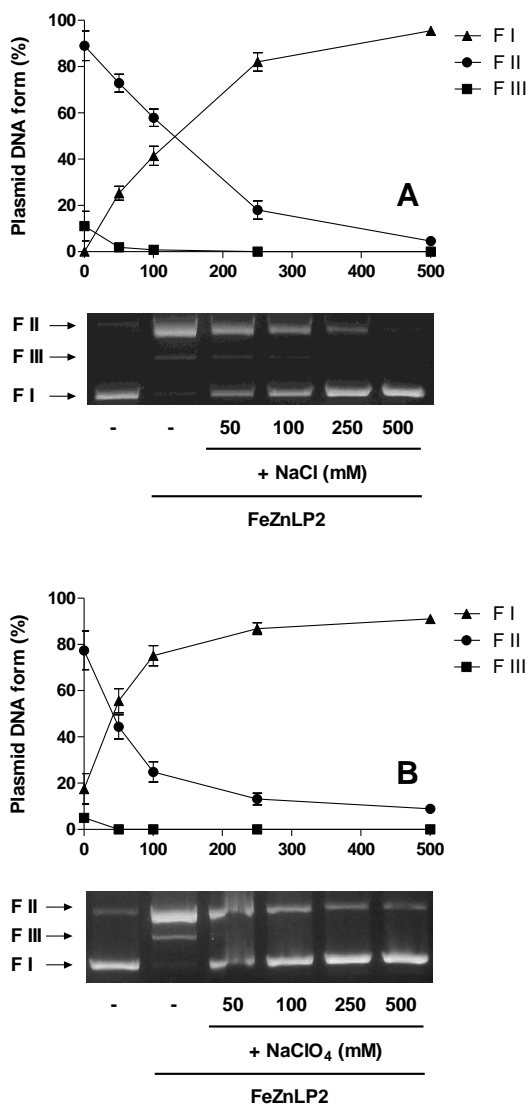 100
80
60
40
20
0
Plasmid DNA form (%)
F I
F II
F III
A
0 100 200 300 400 500
F II
F III
F I
- - 50 100 250 500
+ NaCl (mM)
FeZnLP2
100
80
60
40
20
0
Plasmid DNA form (%)
F I
F II
F III
B
0 100 200 300 400 500
F II
F III
F I
- - 50 100 250 500
+ NaClO₄ (mM)
FeZnLP2